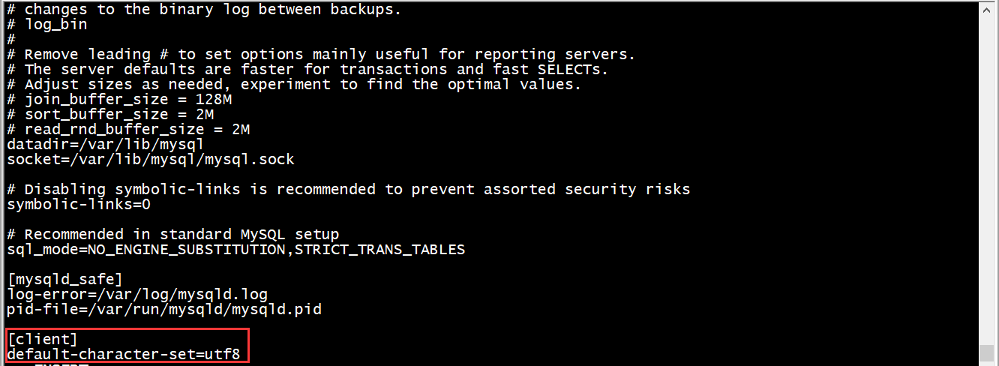 # changes to the binary log between backups.
# log_bin
#
# Remove leading # to set options mainly useful for reporting servers.
# The server defaults are faster for transactions and fast SELECTs.
# Adjust sizes as needed, experiment to find the optimal values.
# join_buffer_size = 128M
# sort_buffer_size = 2M
# read_rnd_buffer_size = 2M
datadir=/var/lib/mysql
socket=/var/lib/mysql/mysql.sock
# Disabling symbolic-links is recommended to prevent assorted security risks
symbolic-links=0
# Recommended in standard MySQL setup
sql_mode=NO_ENGINE_SUBSTITUTION,STRICT_TRANS_TABLES
[mysqld_safe]
log-error=/var/log/mysqld.log
pid-file=/var/run/mysqld/mysqld.pid
[client]
default-character-set=utf8